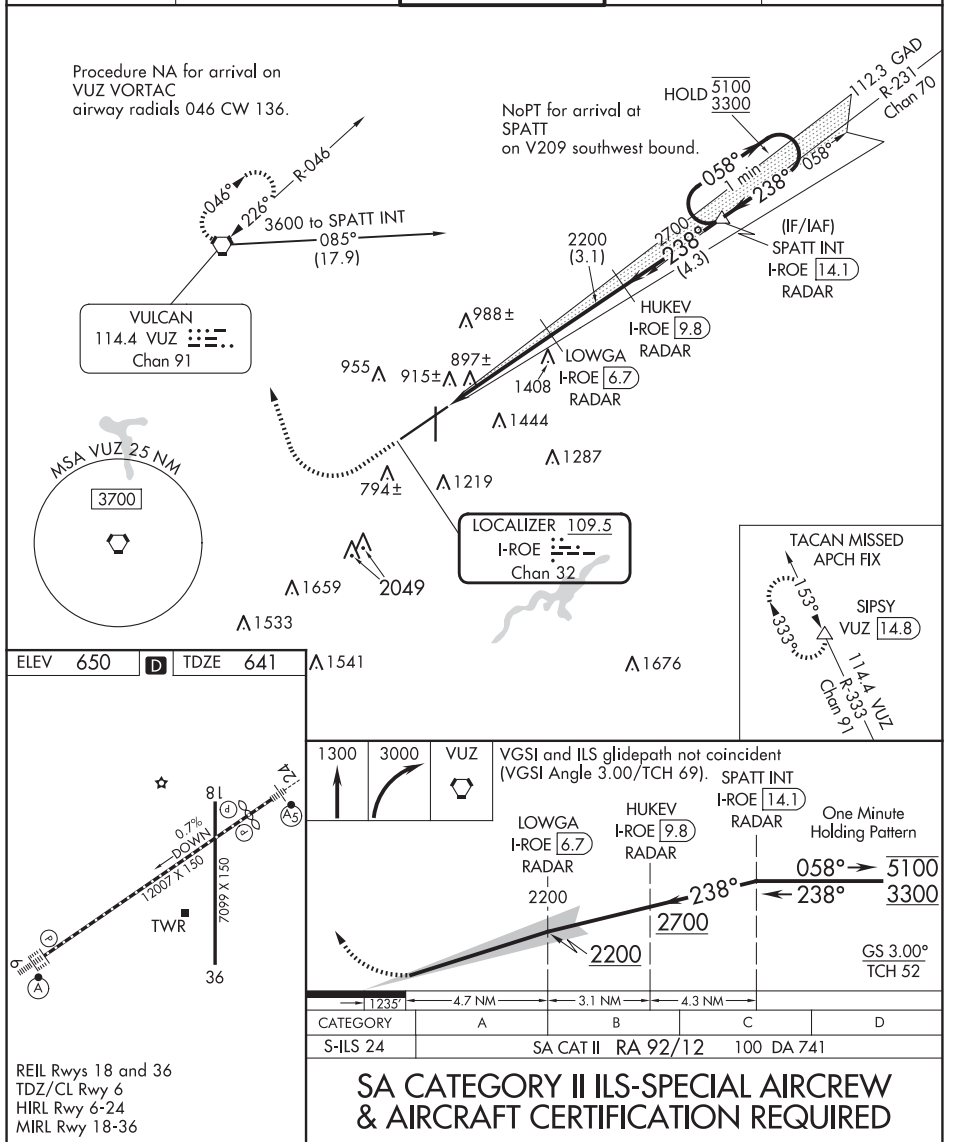 Procedure NA for arrival on
VUZ VORTAC
airway radials 046 CW 136.
NoPT for arrival at
SPATT
on V209 southwest bound.
HOLD 5100
3300
112.3 GAD
R-231
Chan 70
058°
1 min
238°
058°
046°
226°
R-046
3600 to SPATT INT
085°
(17.9)
2200
(3.1)
2700
238°
(4.3)
(IF/IAF)
SPATT INT
I-ROE 14.1
RADAR
HUKEV
I-ROE 9.8
RADAR
LOWGA
I-ROE 6.7
RADAR
VULCAN
114.4 VUZ
Chan 91
988±
955
915±
897±
1408
1444
1287
794±
1219
MSA VUZ 25 NM
3700
LOCALIZER 109.5
I-ROE
Chan 32
2049
1659
1533
1541
1676
TACAN MISSED
APCH FIX
153°
333°
SIPSY
VUZ 14.8
114.4 VUZ
R-333
Chan 91
ELEV 650 D TDZE 641
24
18
P
P
A5
0.7%
DOWN
12007 X 150
7099 X 150
TWR
P
6
A
36
REIL Rwys 18 and 36
TDZ/CL Rwy 6
HIRL Rwy 6-24
MIRL Rwy 18-36
1300
3000
VUZ
VGSI and ILS glidepath not coincident
(VGSI Angle 3.00/TCH 69).
SPATT INT
I-ROE 14.1
RADAR
HUKEV
I-ROE 9.8
RADAR
LOWGA
I-ROE 6.7
RADAR
One Minute
Holding Pattern
058° 5100
238° 3300
2200
238°
2700
2200
GS 3.00°
TCH 52
1235' 4.7 NM 3.1 NM 4.3 NM
CATEGORY A B C D
S-ILS 24 SA CAT II RA 92/12 100 DA 741
SA CATEGORY II ILS-SPECIAL AIRCREW
& AIRCRAFT CERTIFICATION REQUIRED